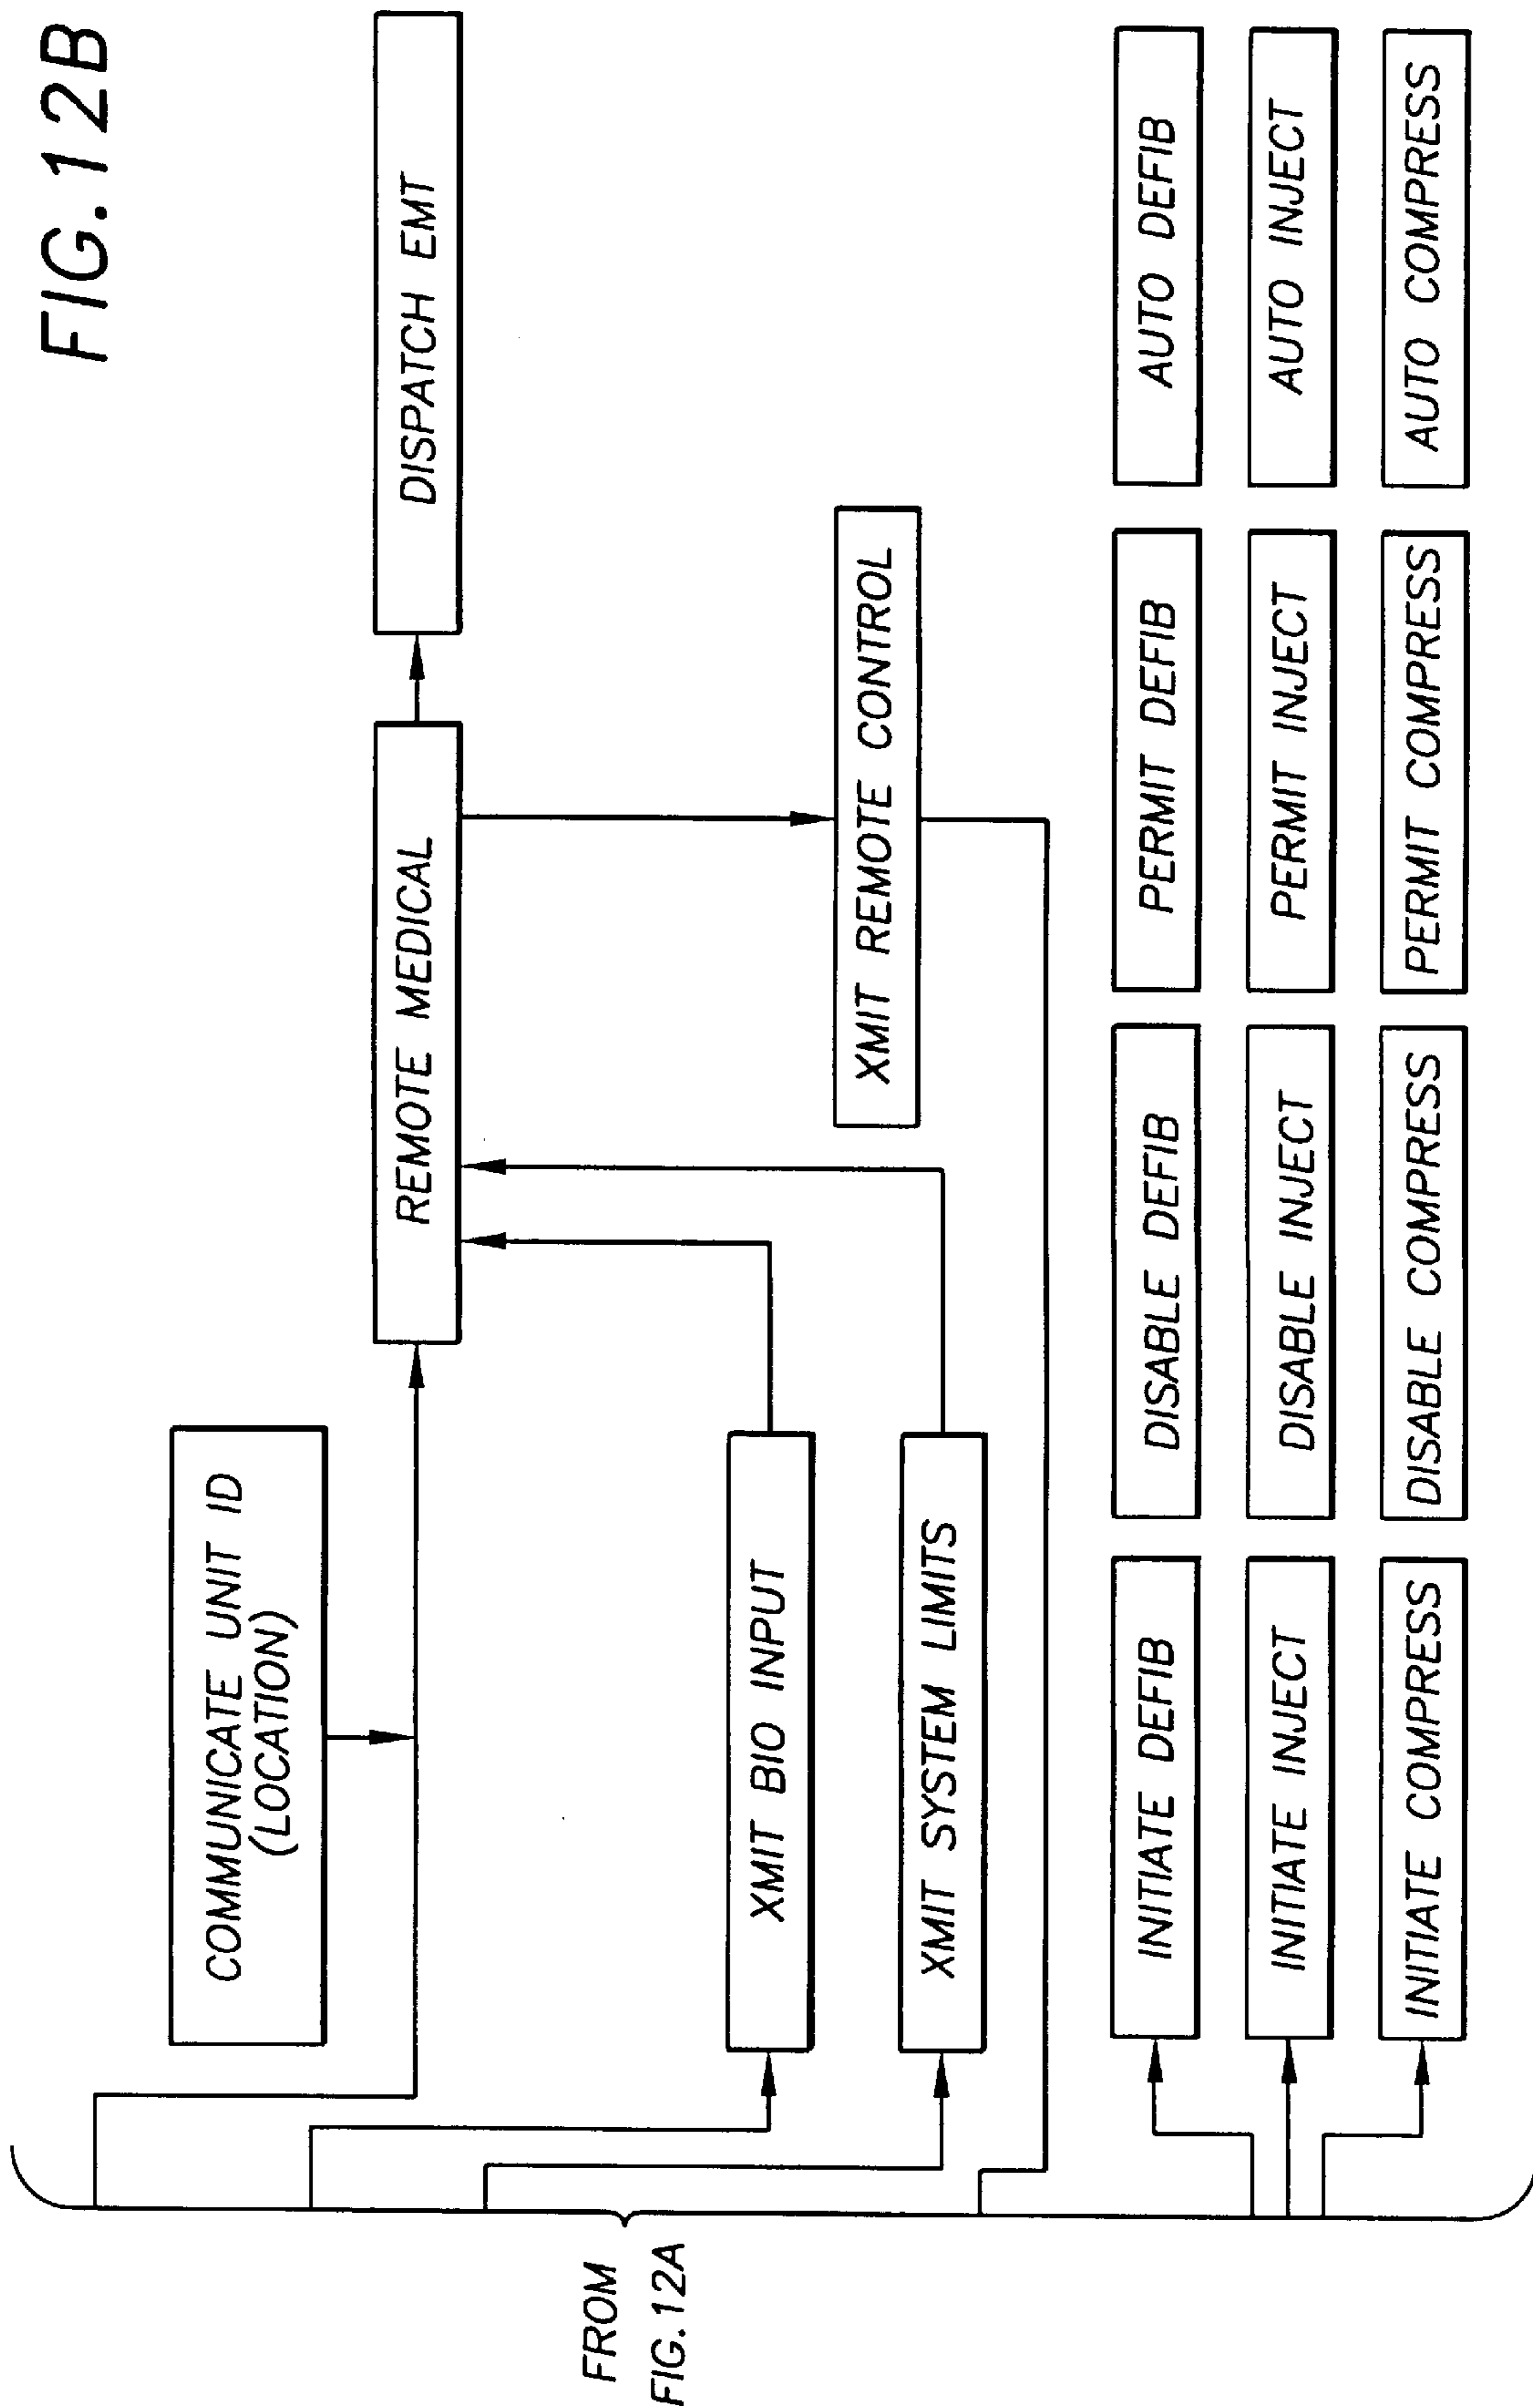 FIG.12B
COMMUNICATE UNIT ID
(LOCATION)
REMOTE MEDICAL
DISPATCH EMT
XMIT BIO INPUT
XMIT SYSTEM LIMITS
XMIT REMOTE CONTROL
FROM
FIG.12A
INITIATE DEFIB
DISABLE DEFIB
PERMIT DEFIB
AUTO DEFIB
INITIATE INJECT
DISABLE INJECT
PERMIT INJECT
AUTO INJECT
INITIATE COMPRESS
DISABLE COMPRESS
PERMIT COMPRESS
AUTO COMPRESS